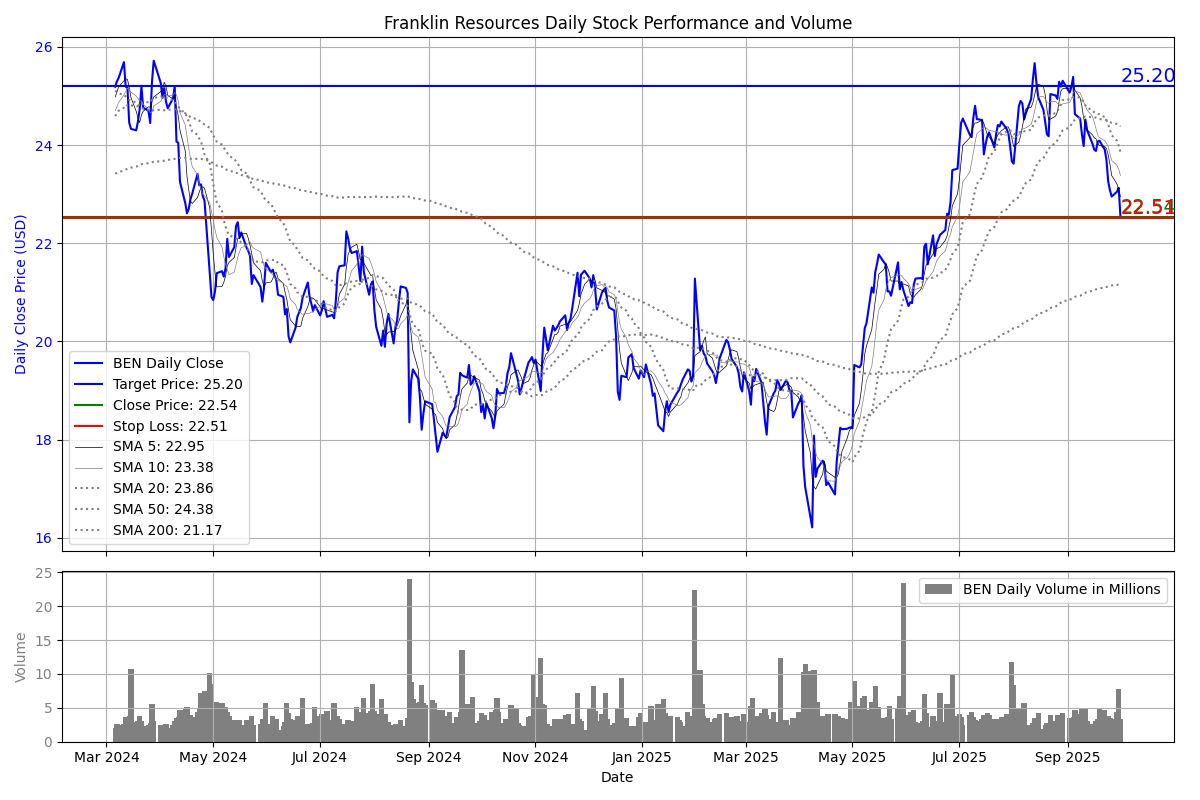 Franklin Resources Daily Stock Performance and Volume
Daily Close Price (USD)
26
24
22
20
18
16
25.20
22.51
BEN Daily Close
Target Price: 25.20
Close Price: 22.54
Stop Loss: 22.51
SMA 5: 22.95
SMA 10: 23.38
SMA 20: 23.86
SMA 50: 24.38
SMA 200: 21.17
Volume
25
20
15
10
5
0
BEN Daily Volume in Millions
Mar 2024 May 2024 Jul 2024 Sep 2024 Nov 2024 Jan 2025 Mar 2025 May 2025 Jul 2025 Sep 2025
Date